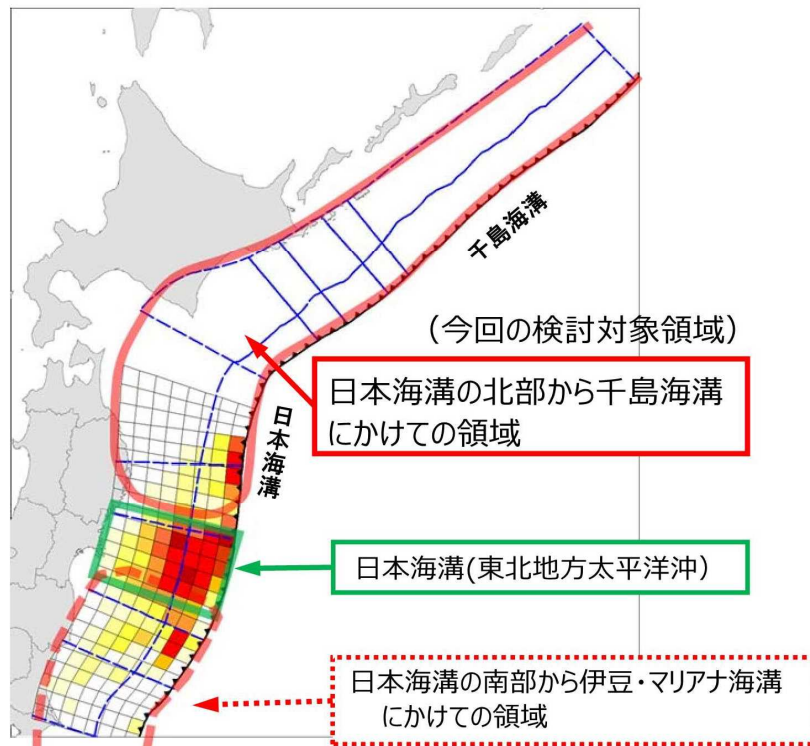 千島海溝
（今回の検討対象領域）
日本海溝の北部から千島海溝
にかけての領域
日本海溝
日本海溝(東北地方太平洋沖）
日本海溝の南部から伊豆・マリアナ海溝
にかけての領域